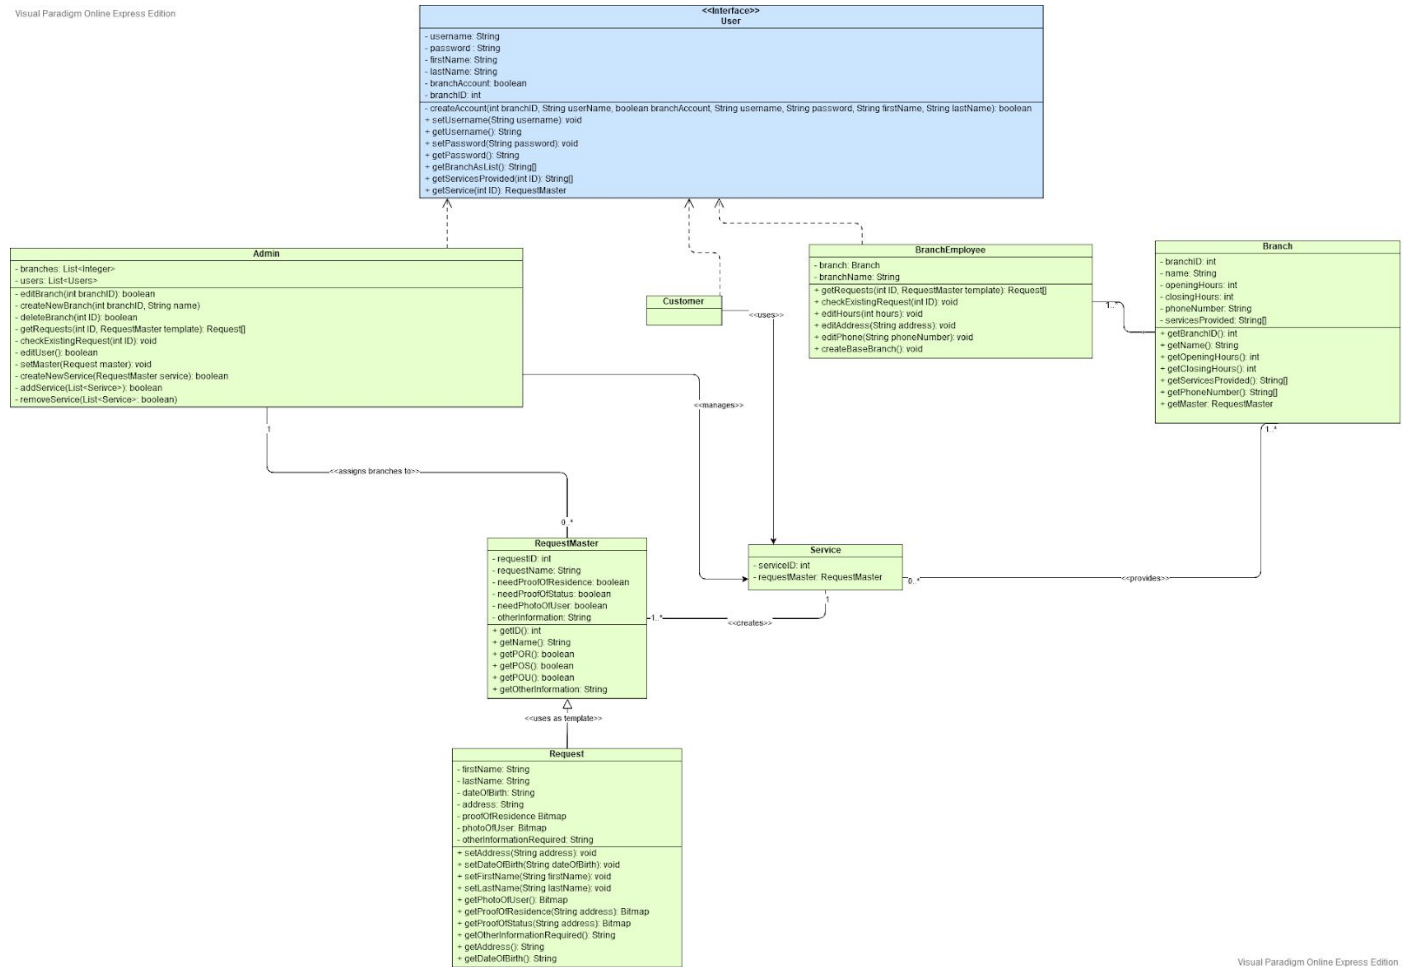 Visual Paradigm Online Express Edition
<<Interface>>
User
- username: String
- password : String
- firstName: String
- lastName: String
- branchAccount: boolean
- branchID: int
- createAccount(int branchID, String userName, boolean branchAccount, String username, String password, String firstName, String lastName): boolean
+ setUsername(String username): void
+ getUsername(): String
+ setPassword(String password): void
+ getPassword(): String
+ getBranchAsList(): String[]
+ getServicesProvided(int ID): String[]
+ getService(int ID): RequestMaster
Admin
- branches: List<Integer>
- users: List<Users>
- editBranch(int branchID): boolean
- createNewBranch(int branchID, String name)
- deleteBranch(int ID): boolean
- getRequests(int ID, RequestMaster template): Request[]
- checkExistingRequest(int ID): void
- editUser(): boolean
- setMaster(Request master): void
- createNewService(RequestMaster service): boolean
- addService(List<Serivce>): boolean
- removeService(List<Service>: boolean)
Customer
<<uses>>
BranchEmployee
- branch: Branch
- branchName: String
+ getRequests(int ID, RequestMaster template): Request[]
+ checkExistingRequest(int ID): void
+ editHours(int hours): void
+ editAddress(String address): void
+ editPhone(String phoneNumber): void
+ createBaseBranch(): void
1..*
Branch
- branchID: int
- name: String
- openingHours: int
- closingHours: int
- phoneNumber: String
- servicesProvided: String[]
+ getBranchID(): int
+ getName(): String
+ getOpeningHours(): int
+ getClosingHours(): int
+ getServicesProvided(): String[]
+ getPhoneNumber(): String[]
+ getMaster: RequestMaster
1..*
<<manages>>
1
<<assigns branches to>>
0..*
RequestMaster
- requestID: int
- requestName: String
- needProofOfResidence: boolean
- needProofOfStatus: boolean
- needPhotoOfUser: boolean
- otherInformation: String
+ getID(): int
+ getName(): String
+ getPOR(): boolean
+ getPOS(): boolean
+ getPOU(): boolean
+ getOtherInformation: String
1..*
<<creates>>
1
Service
- serviceID: int
- requestMaster: RequestMaster
0..*
<<provides>>
<<uses as template>>
Request
- firstName: String
- lastName: String
- dateOfBirth: String
- address: String
- proofOfResidence Bitmap
- photoOfUser: Bitmap
- otherInformationRequired: String
+ setAddress(String address): void
+ setDateOfBirth(String dateOfBirth): void
+ setFirstName(String firstName): void
+ setLastName(String lastName): void
+ getPhotoOfUser(): Bitmap
+ getProofOfResidence(String address): Bitmap
+ getProofOfStatus(String address): Bitmap
+ getOtherInformationRequired(): String
+ getAddress(): String
+ getDateOfBirth(): String
Visual Paradigm Online Express Edition